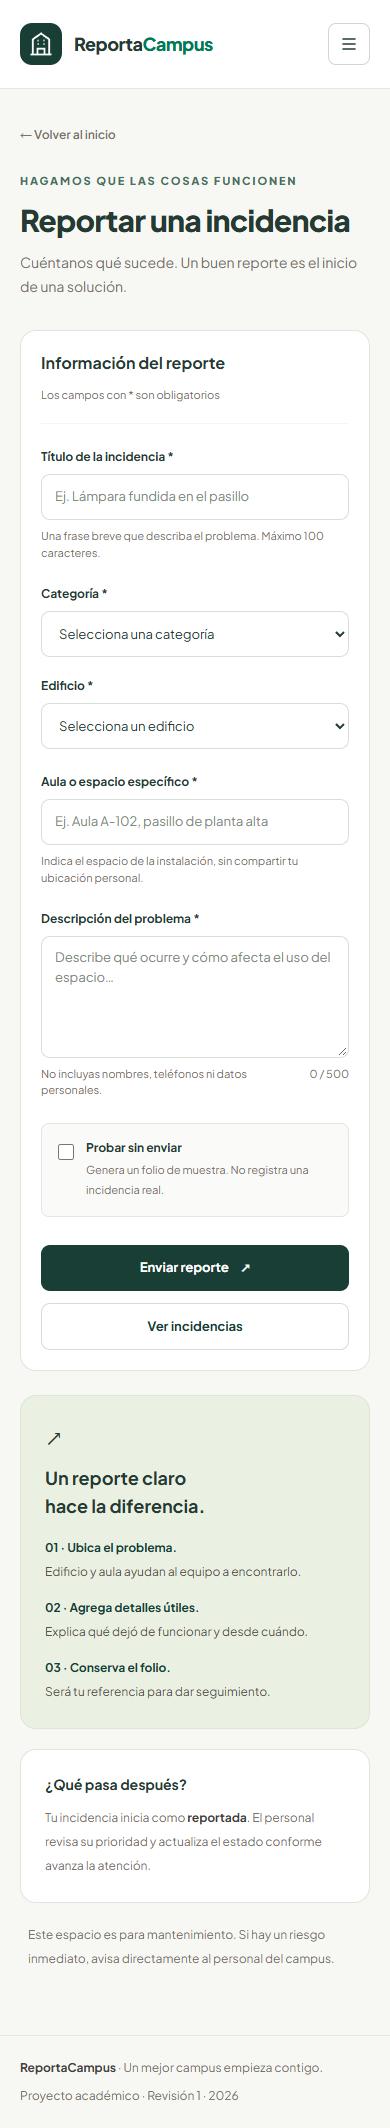 ReportaCampus
← Volver al inicio
HAGAMOS QUE LAS COSAS FUNCIONEN
Reportar una incidencia
Cuéntanos qué sucede. Un buen reporte es el inicio
de una solución.
Información del reporte
Los campos con * son obligatorios
Título de la incidencia *
Ej. Lámpara fundida en el pasillo
Una frase breve que describa el problema. Máximo 100
caracteres.
Categoría *
Selecciona una categoría
Edificio *
Selecciona un edificio
Aula o espacio específico *
Ej. Aula A-102, pasillo de planta alta
Indica el espacio de la instalación, sin compartir tu
ubicación personal.
Descripción del problema *
Describe qué ocurre y cómo afecta el uso del
espacio…
No incluyas nombres, teléfonos ni datos
personales.
0 / 500
Probar sin enviar
Genera un folio de muestra. No registra una
incidencia real.
Enviar reporte ↗
Ver incidencias
↗
Un reporte claro
hace la diferencia.
01 · Ubica el problema.
Edificio y aula ayudan al equipo a encontrarlo.
02 · Agrega detalles útiles.
Explica qué dejó de funcionar y desde cuándo.
03 · Conserva el folio.
Será tu referencia para dar seguimiento.
¿Qué pasa después?
Tu incidencia inicia como reportada. El personal
revisa su prioridad y actualiza el estado conforme
avanza la atención.
Este espacio es para mantenimiento. Si hay un riesgo
inmediato, avisa directamente al personal del campus.
ReportaCampus · Un mejor campus empieza contigo.
Proyecto académico · Revisión 1 · 2026